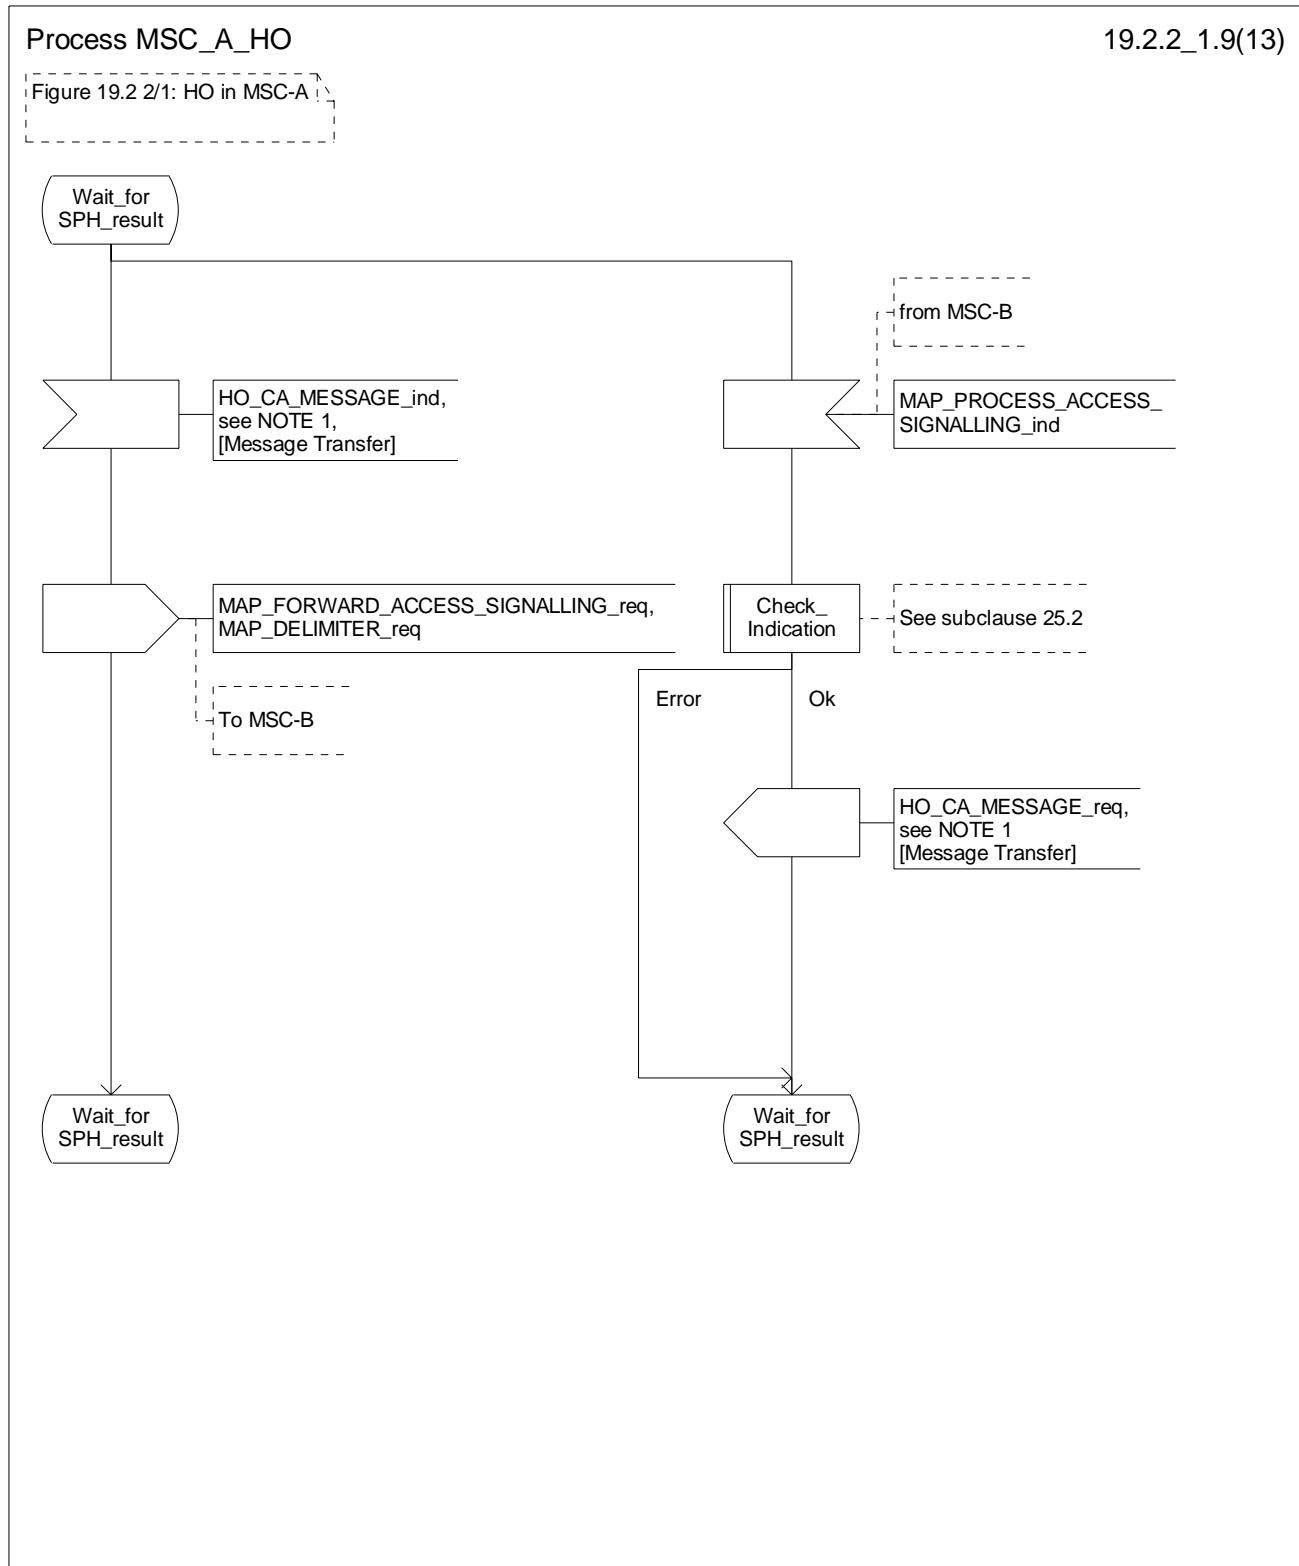 Process MSC_A_HO
19.2.2_1.9(13)
Figure 19.2 2/1: HO in MSC-A
Wait_for
SPH_result
from MSC-B
HO_CA_MESSAGE_ind,
see NOTE 1,
[Message Transfer]
MAP_PROCESS_ACCESS_
SIGNALLING_ind
MAP_FORWARD_ACCESS_SIGNALLING_req,
MAP_DELIMITER_req
Check_
Indication
See subclause 25.2
To MSC-B
Error
Ok
HO_CA_MESSAGE_req,
see NOTE 1
[Message Transfer]
Wait_for
SPH_result
Wait_for
SPH_result